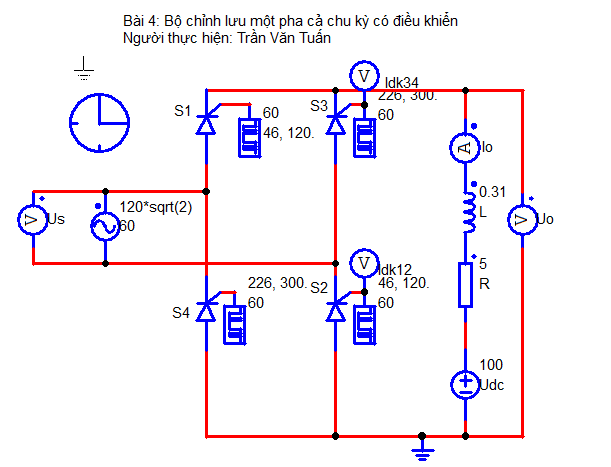 Bài 4: Bộ chỉnh lưu một pha cả chu kỳ có điều khiển
Người thực hiện: Trần Văn Tuấn
V
Idk34
S1
60
46, 120.
S3
226, 300.
60
A
Io
0.31
L
V
Us
120*sqrt(2)
60
V
Uo
V
Idk12
S4
226, 300.
60
S2
46, 120.
60
5
R
100
Udc